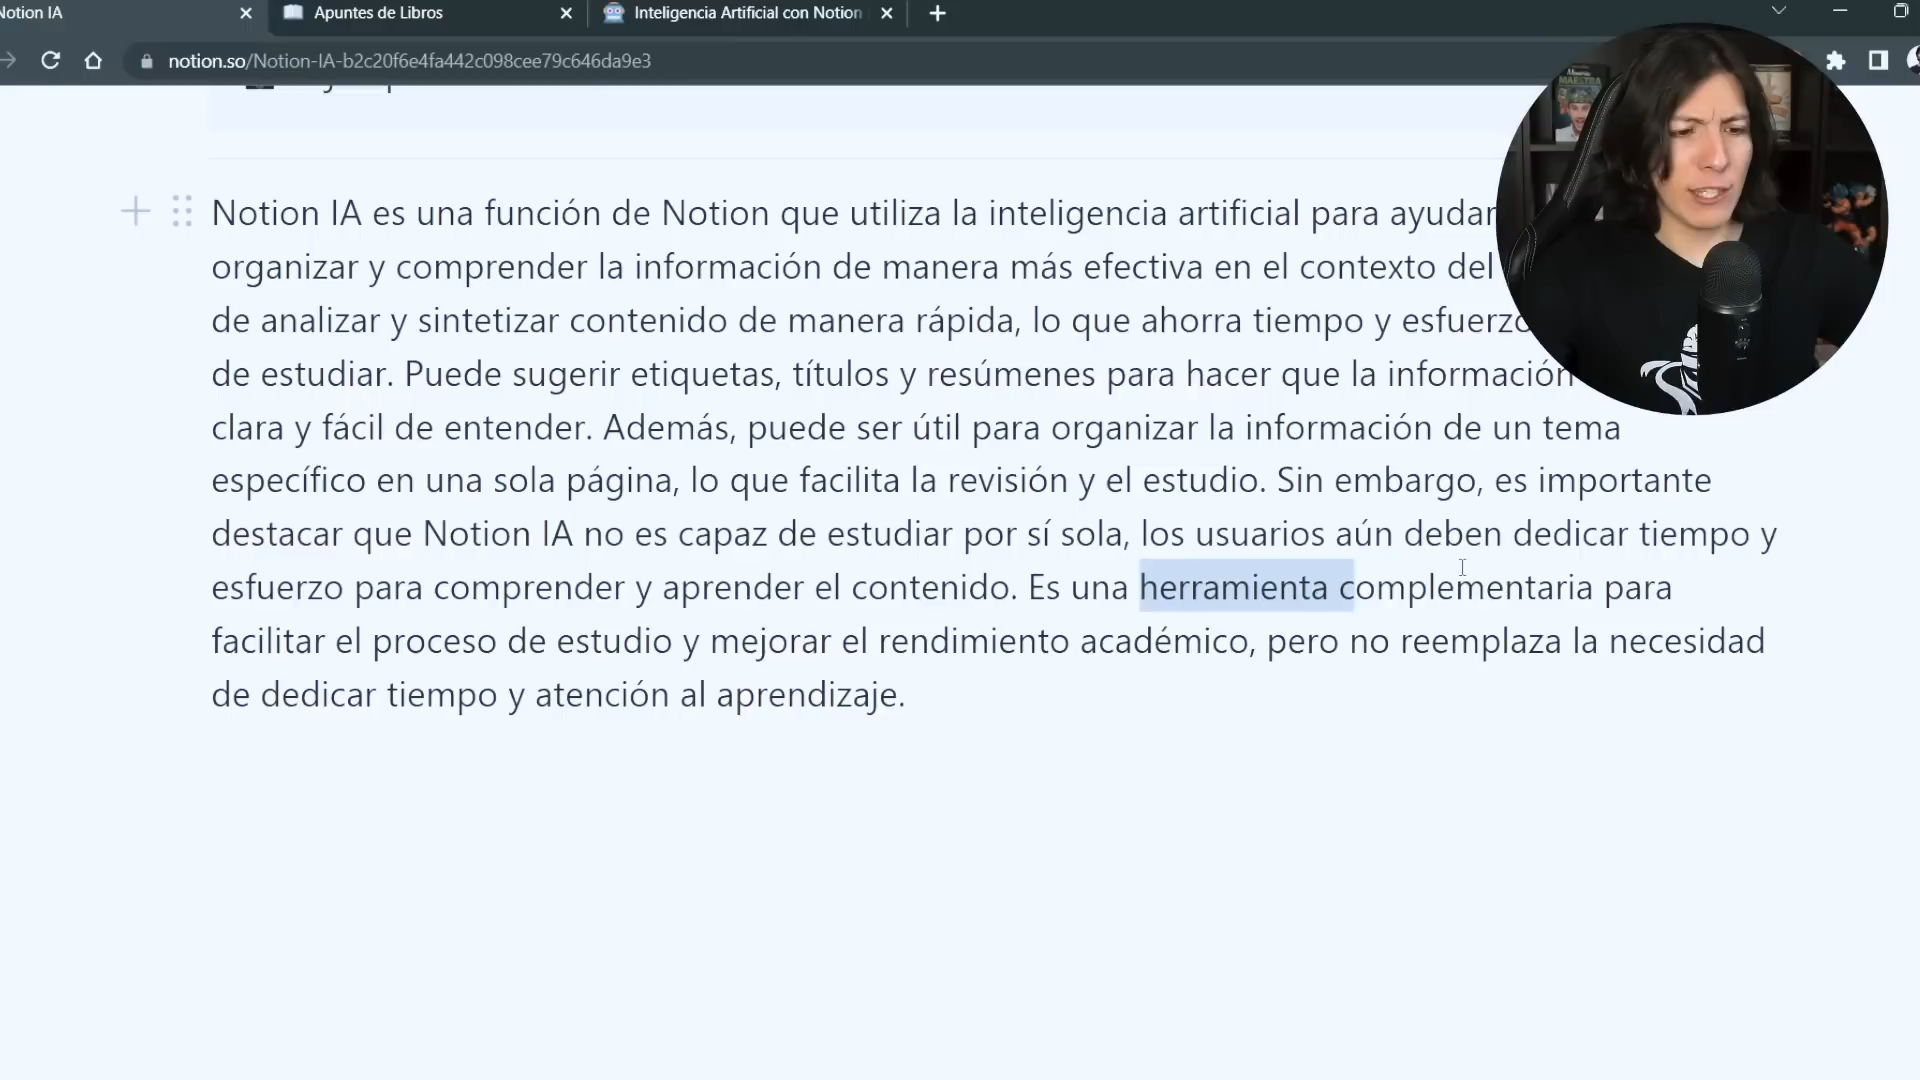 Notion IA
Apuntes de Libros
Inteligencia Artificial con Notion
notion.so/Notion-IA-b2c20f6e4fa442c098cee79c646da9e3
MAESTRA
Notion IA es una función de Notion que utiliza la inteligencia artificial para ayudar
organizar y comprender la información de manera más efectiva en el contexto del
de analizar y sintetizar contenido de manera rápida, lo que ahorra tiempo y esfuerzo
de estudiar. Puede sugerir etiquetas, títulos y resúmenes para hacer que la información
clara y fácil de entender. Además, puede ser útil para organizar la información de un tema
específico en una sola página, lo que facilita la revisión y el estudio. Sin embargo, es importante
destacar que Notion IA no es capaz de estudiar por sí sola, los usuarios aún deben dedicar tiempo y
esfuerzo para comprender y aprender el contenido. Es una herramienta complementaria para
facilitar el proceso de estudio y mejorar el rendimiento académico, pero no reemplaza la necesidad
de dedicar tiempo y atención al aprendizaje.